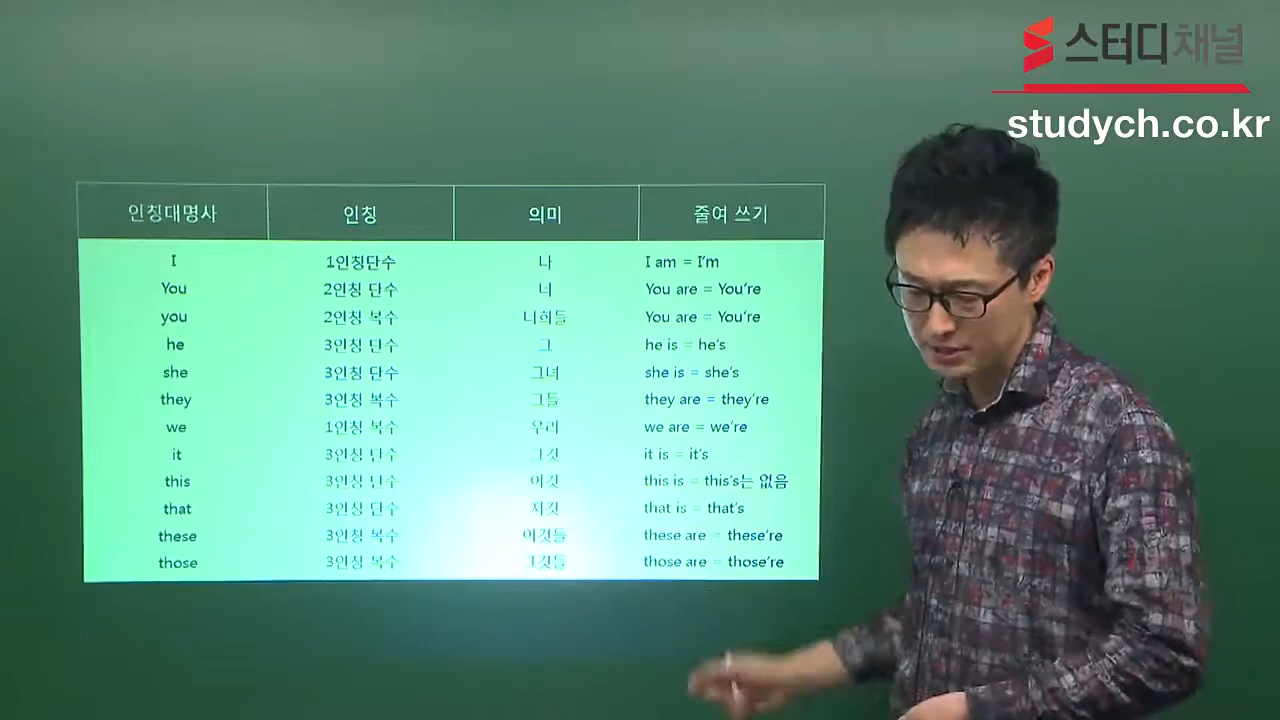 스터디채널
studych.co.kr
인칭대명사 인칭 의미 줄여 쓰기
I 1인칭단수 나 I am = I'm
You 2인칭 단수 너 You are = You're
you 2인칭 복수 너희들 You are = You're
he 3인칭 단수 그 he is = he's
she 3인칭 단수 그녀 she is = she's
they 3인칭 복수 그들 they are = they're
we 1인칭 복수 우리 we are = we're
it 3인칭 단수 그것 it is = it's
this 3인칭 단수 이것 this is = this's는 없음
that 3인칭 단수 저것 that is = that's
these 3인칭 복수 이것들 these are = these're
those 3인칭 복수 그것들 those are = those're